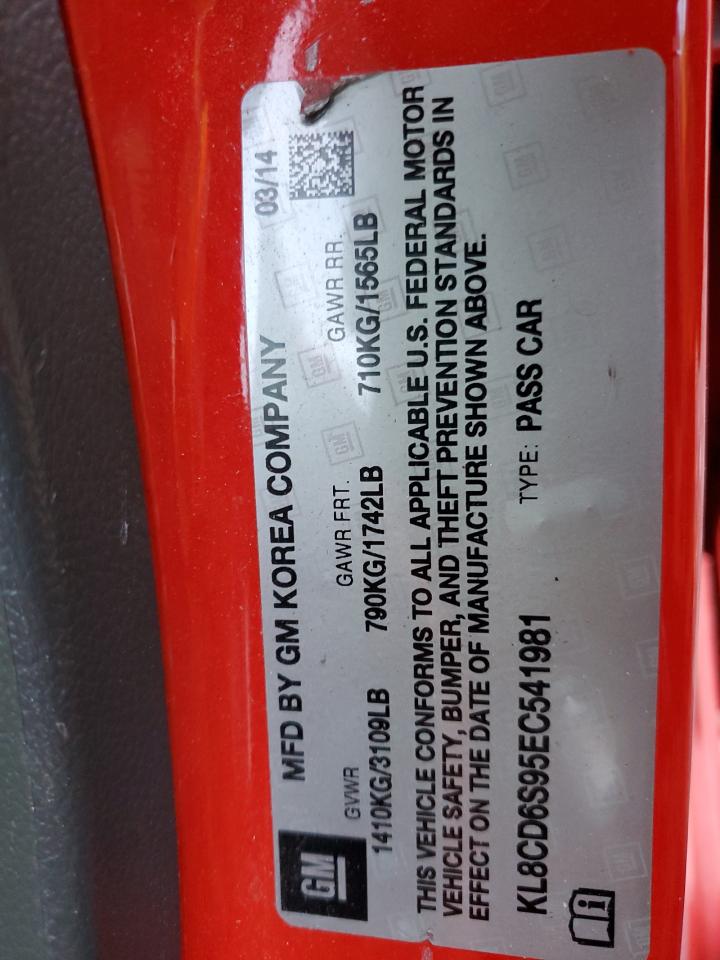 GM
MFD BY GM KOREA COMPANY 03/14
GVWR GAWR FRT. GAWR RR.
1410KG/3109LB 790KG/1742LB 710KG/1565LB
THIS VEHICLE CONFORMS TO ALL APPLICABLE U.S. FEDERAL MOTOR
VEHICLE SAFETY, BUMPER, AND THEFT PREVENTION STANDARDS IN
EFFECT ON THE DATE OF MANUFACTURE SHOWN ABOVE.
KL8CD6S95EC541981 TYPE: PASS CAR